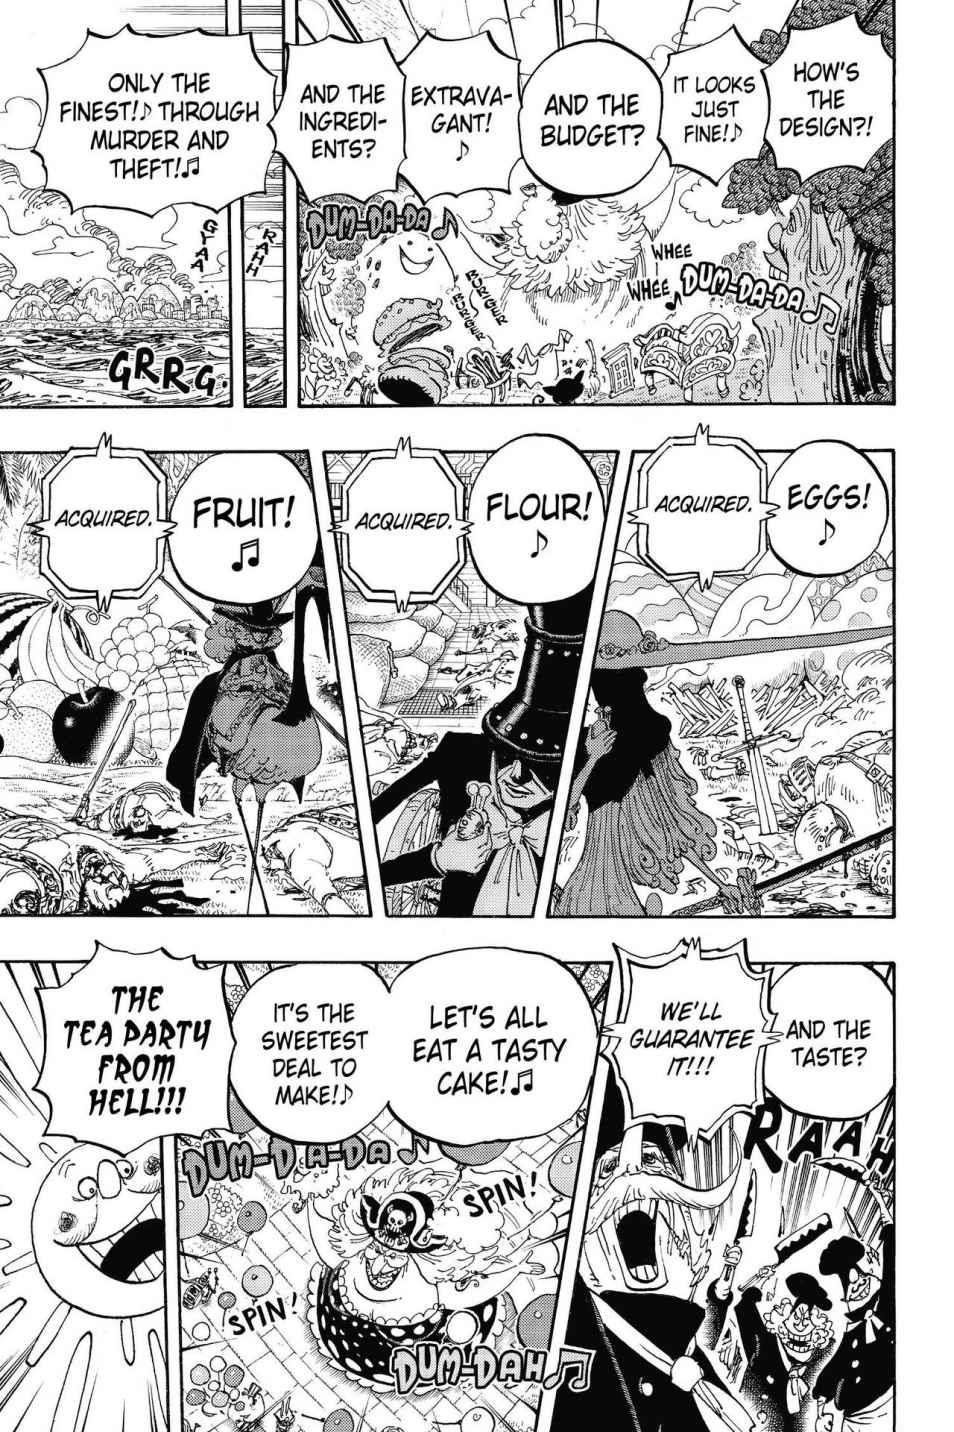 HOW'S
THE
DESIGN?!
IT LOOKS
JUST
FINE!♪
AND THE
BUDGET?
EXTRAVA-
GANT!
♪
AND THE
INGREDI-
ENTS?
ONLY THE
FINEST!♪ THROUGH
MURDER AND
THEFT!♫
WHEE
WHEE
♪
DUM-DA-DA♫
DUM-DA-DA♪
BURGER
BURGER
RAHH
GYAA
GRRG.
EGGS!
♪
ACQUIRED.
FLOUR!
♪
ACQUIRED.
FRUIT!
♫
ACQUIRED.
AND THE
TASTE?
WE'LL
GUARANTEE
IT!!!
RAAH
LET'S ALL
EAT A TASTY
CAKE!♫
IT'S THE
SWEETEST
DEAL TO
MAKE!♪
DUM-DA-DA♪
SPIN!
SPIN!
DUM-DAH♫
THE
TEA PARTY
FROM
HELL!!!